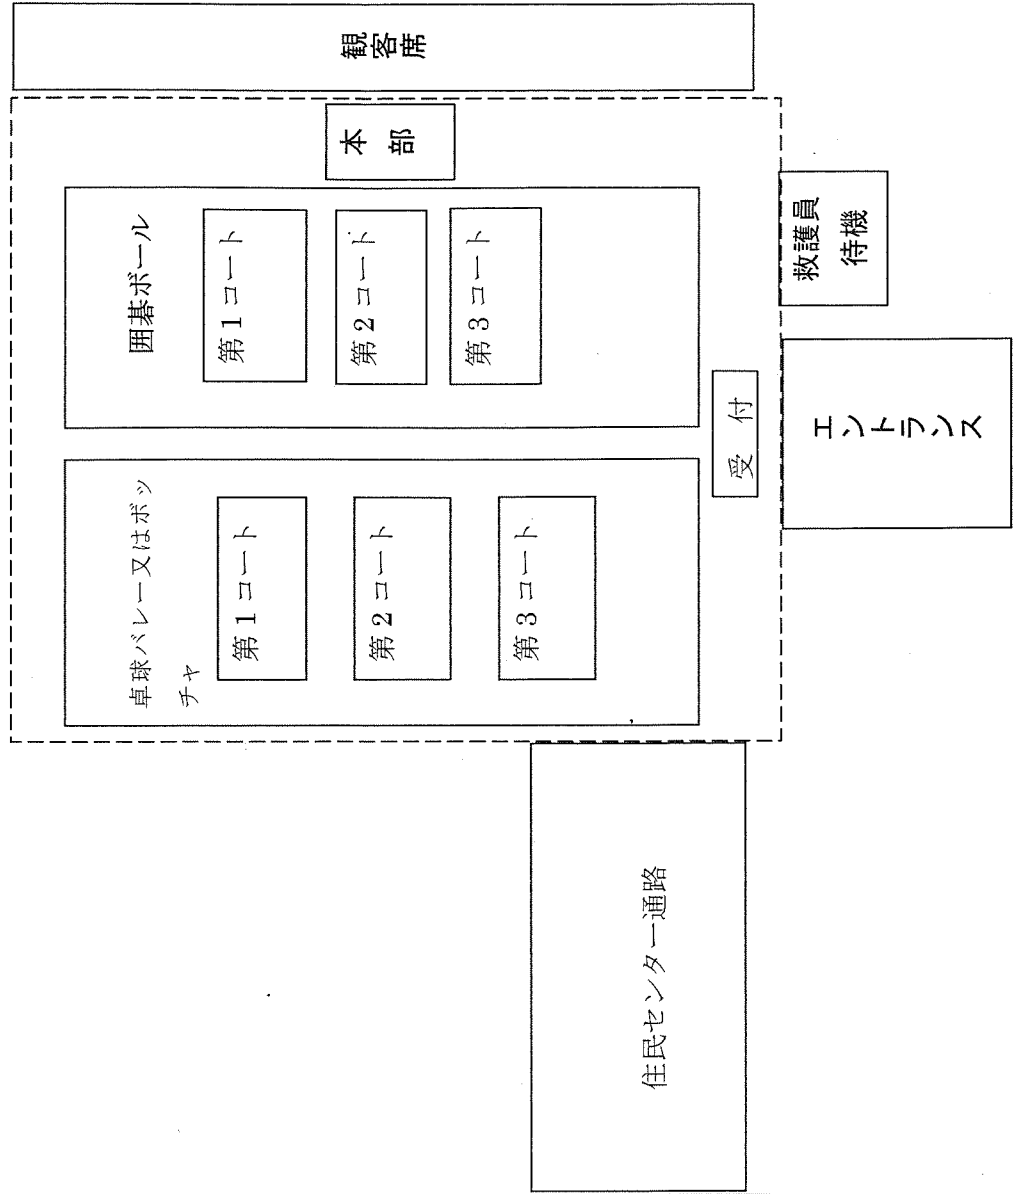 観客席
本部
囲碁ボール
第1コート
第2コート
第3コート
救護員
待機
受付
エントランス
卓球バレー又はボッ
チャ
第1コート
第2コート
第3コート
住民センター通路